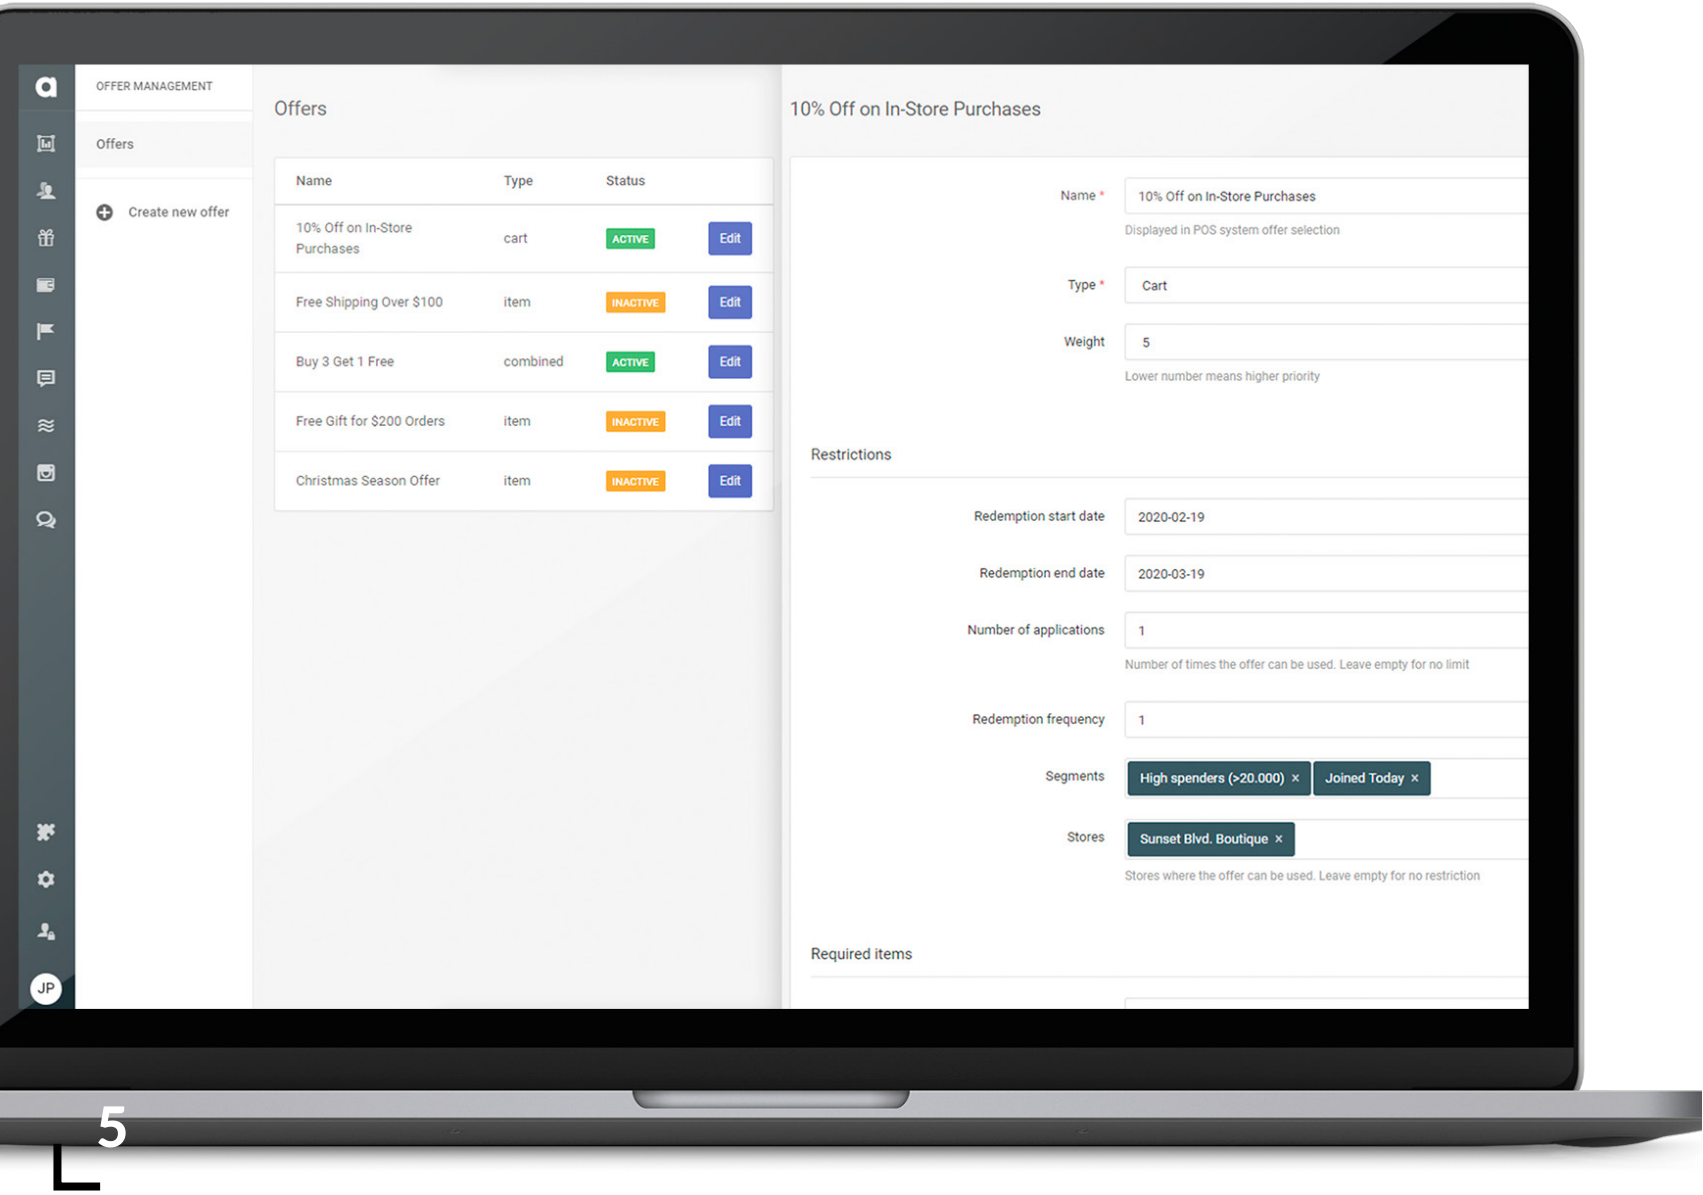 a
OFFER MANAGEMENT
Offers
Create new offer
JP
Offers
Name Type Status
10% Off on In-Store
Purchases
cart ACTIVE Edit
Free Shipping Over $100 item INACTIVE Edit
Buy 3 Get 1 Free combined ACTIVE Edit
Free Gift for $200 Orders item INACTIVE Edit
Christmas Season Offer item INACTIVE Edit
10% Off on In-Store Purchases
Name * 10% Off on In-Store Purchases
Displayed in POS system offer selection
Type * Cart
Weight 5
Lower number means higher priority
Restrictions
Redemption start date 2020-02-19
Redemption end date 2020-03-19
Number of applications 1
Number of times the offer can be used. Leave empty for no limit
Redemption frequency 1
Segments High spenders (>20.000) × Joined Today ×
Stores Sunset Blvd. Boutique ×
Stores where the offer can be used. Leave empty for no restriction
Required items
5